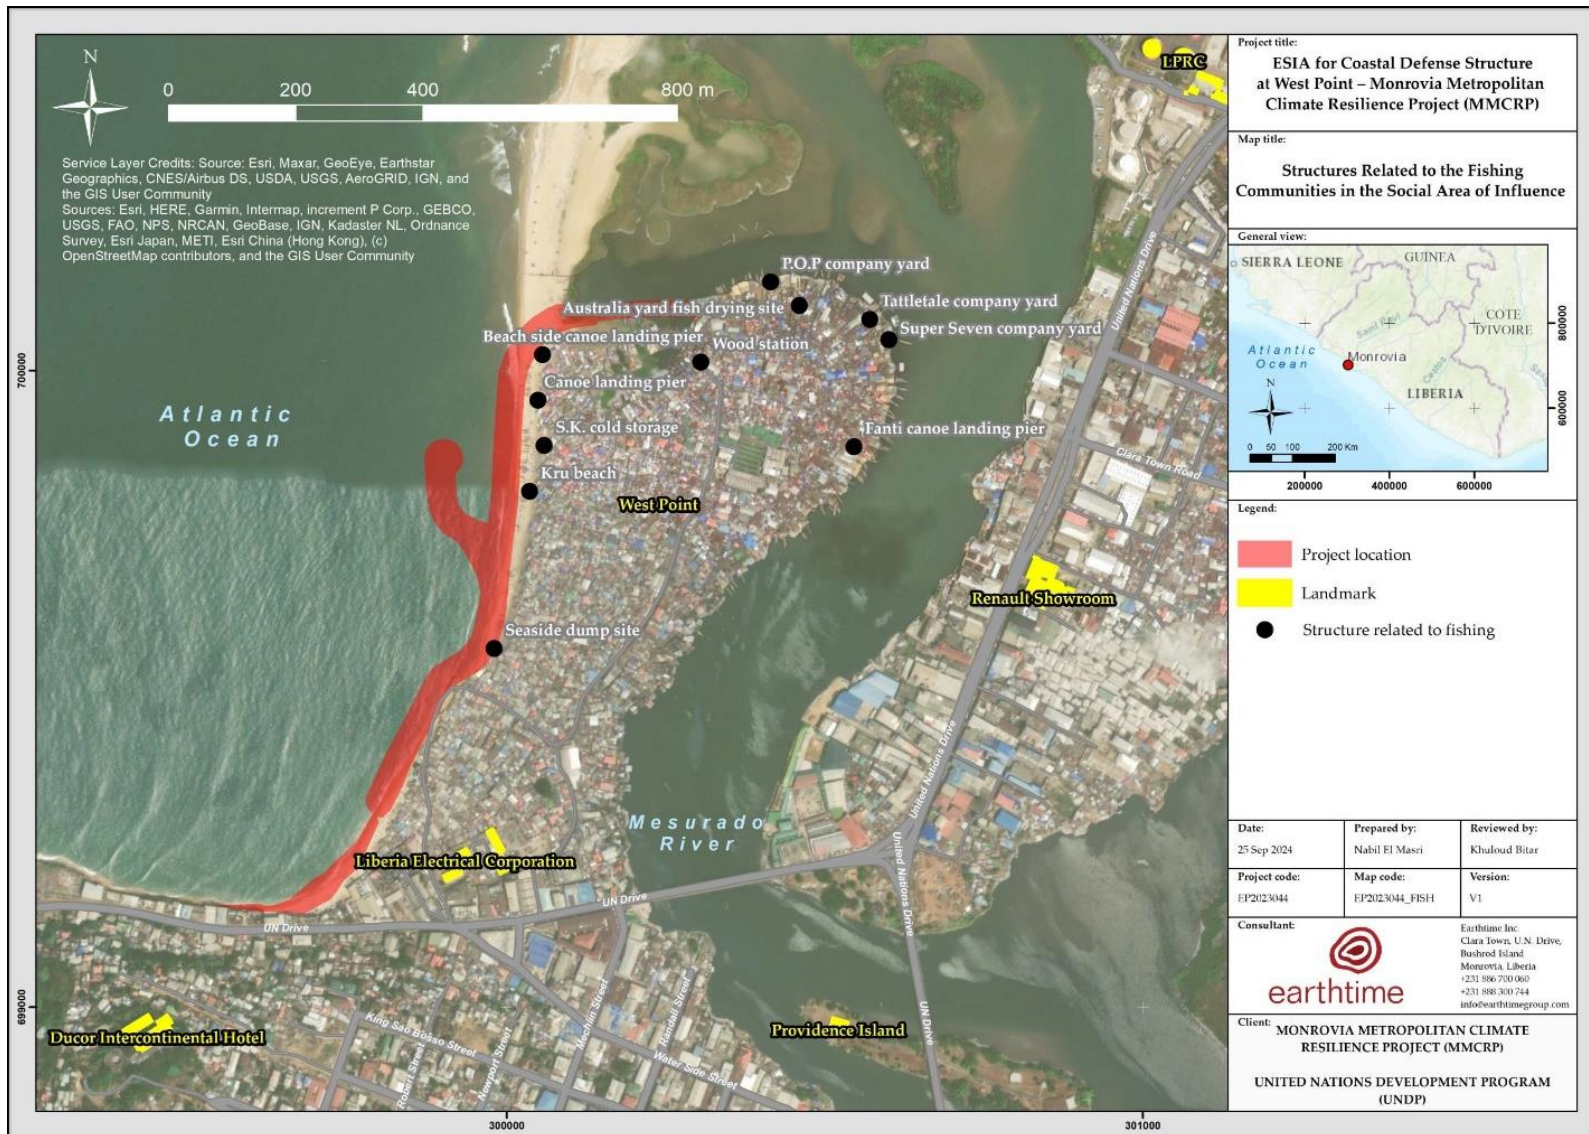 N
0 200 400 800 m
Service Layer Credits: Source: Esri, Maxar, GeoEye, Earthstar
Geographics, CNES/Airbus DS, USDA, USGS, AeroGRID, IGN, and
the GIS User Community
Sources: Esri, HERE, Garmin, Intermap, increment P Corp., GEBCO,
USGS, FAO, NPS, NRCAN, GeoBase, IGN, Kadaster NL, Ordnance
Survey, Esri Japan, METI, Esri China (Hong Kong), (c)
OpenStreetMap contributors, and the GIS User Community
LPRC
P.O.P company yard
Australia yard fish drying site
Tattletale company yard
Super Seven company yard
Beach side canoe landing pier
Wood station
Canoe landing pier
S.K. cold storage
Fanti canoe landing pier
Kru beach
West Point
Atlantic
Ocean
United Nations Drive
Clara Town Road
Renault Showroom
Seaside dump site
United Nations Drive
Mesurado
River
Liberia Electrical Corporation
United Nations Drive
UN Drive
UN Drive
UN Drive
Ducor Intercontinental Hotel
King Sao Bosso Street
Robert Street
Newport Street
Mechlin Street
Randall Street
Water Side Street
Providence Island
700000
699000
300000
301000
Project title:
ESIA for Coastal Defense Structure
at West Point – Monrovia Metropolitan
Climate Resilience Project (MMCRP)
Map title:
Structures Related to the Fishing
Communities in the Social Area of Influence
General view:
SIERRA LEONE
GUINEA
COTE
D'IVOIRE
Saint Paul
Atlantic
Ocean
Monrovia
Cestos
LIBERIA
N
0 50 100 200 Km
800000
600000
200000 400000 600000
Legend:
Project location
Landmark
Structure related to fishing
Date:
25 Sep 2024
Prepared by:
Nabil El Masri
Reviewed by:
Khuloud Bitar
Project code:
EP2023044
Map code:
EP2023044_FISH
Version:
V1
Consultant:
earthtime
Earthtime Inc.
Clara Town, U.N. Drive,
Bushrod Island
Monrovia, Liberia
+231 886 700 060
+231 888 300 744
info@earthtimegroup.com
Client:
MONROVIA METROPOLITAN CLIMATE
RESILIENCE PROJECT (MMCRP)
UNITED NATIONS DEVELOPMENT PROGRAM
(UNDP)